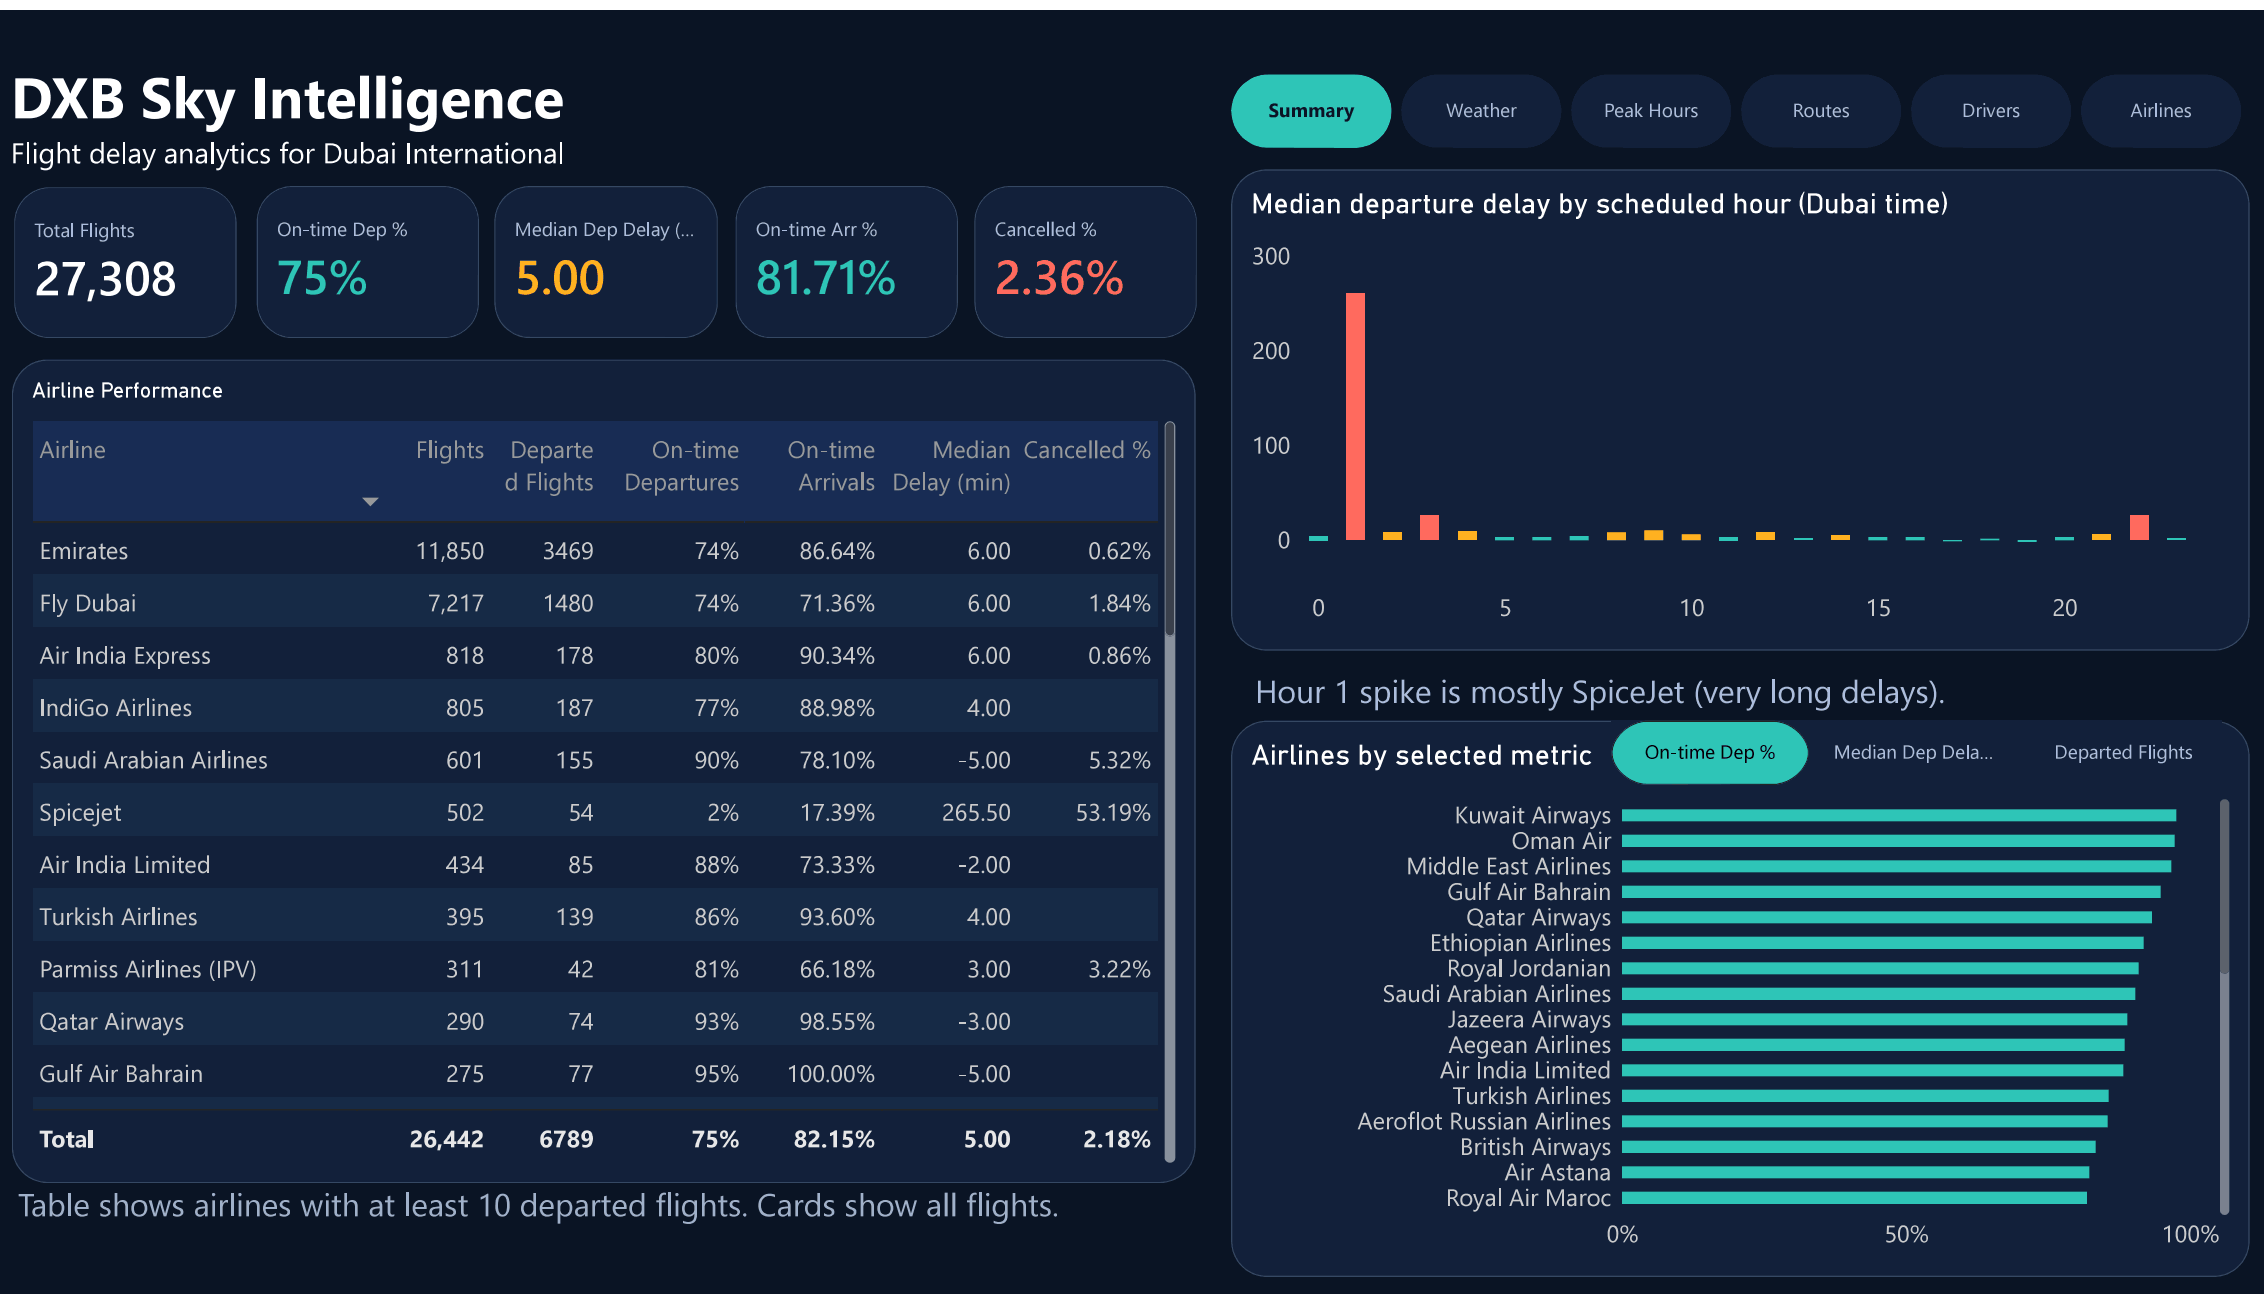 DXB Sky Intelligence
Flight delay analytics for Dubai International
Summary
Weather
Peak Hours
Routes
Drivers
Airlines
Total Flights
27,308
On-time Dep %
75%
Median Dep Delay (...
5.00
On-time Arr %
81.71%
Cancelled %
2.36%
Airline Performance
Airline Flights Departe On-time On-time Median Cancelled %
d Flights Departures Arrivals Delay (min)
Emirates 11,850 3469 74% 86.64% 6.00 0.62%
Fly Dubai 7,217 1480 74% 71.36% 6.00 1.84%
Air India Express 818 178 80% 90.34% 6.00 0.86%
IndiGo Airlines 805 187 77% 88.98% 4.00
Saudi Arabian Airlines 601 155 90% 78.10% -5.00 5.32%
Spicejet 502 54 2% 17.39% 265.50 53.19%
Air India Limited 434 85 88% 73.33% -2.00
Turkish Airlines 395 139 86% 93.60% 4.00
Parmiss Airlines (IPV) 311 42 81% 66.18% 3.00 3.22%
Qatar Airways 290 74 93% 98.55% -3.00
Gulf Air Bahrain 275 77 95% 100.00% -5.00
Total 26,442 6789 75% 82.15% 5.00 2.18%
Table shows airlines with at least 10 departed flights. Cards show all flights.
Median departure delay by scheduled hour (Dubai time)
300
200
100
0
0 5 10 15 20
Hour 1 spike is mostly SpiceJet (very long delays).
Airlines by selected metric
On-time Dep %
Median Dep Dela...
Departed Flights
Kuwait Airways
Oman Air
Middle East Airlines
Gulf Air Bahrain
Qatar Airways
Ethiopian Airlines
Royal Jordanian
Saudi Arabian Airlines
Jazeera Airways
Aegean Airlines
Air India Limited
Turkish Airlines
Aeroflot Russian Airlines
British Airways
Air Astana
Royal Air Maroc
0% 50% 100%